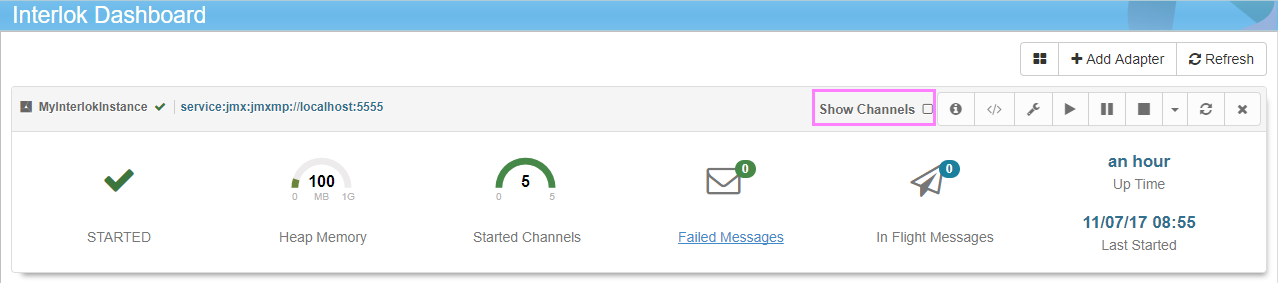 Interlok Dashboard
Add Adapter Refresh
MyInterlokInstance service:jmx:jmxmp://localhost:5555 Show Channels
100
0 MB 1G
5
0 5
0
0
an hour
Up Time
11/07/17 08:55
Last Started
STARTED Heap Memory Started Channels Failed Messages In Flight Messages